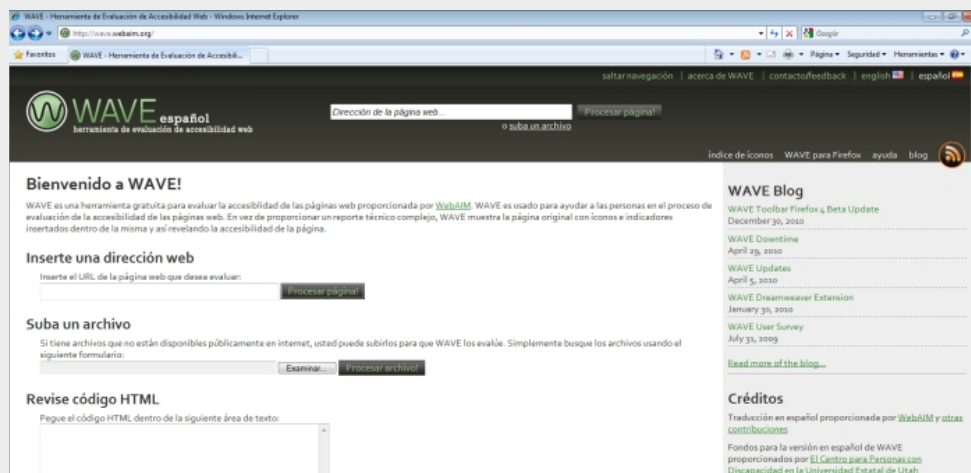 WAVE - Herramienta de Evaluación de Accesibilidad Web - Windows Internet Explorer
http://wave.webaim.org/
Google
Favoritos
WAVE - Herramienta de Evaluación de Accesibili...
Página
Seguridad
Herramientas
saltar navegación | acerca de WAVE | contacto/feedback | english | español
WAVE español
herramienta de evaluación de accesibilidad web
Dirección de la página web...
Procesar página!
o suba un archivo
índice de íconos WAVE para Firefox ayuda blog
Bienvenido a WAVE!
WAVE es una herramienta gratuita para evaluar la accesiblidad de las páginas web proporcionada por WebAIM. WAVE es usado para ayudar a las personas en el proceso de
evaluación de la accesibilidad de las páginas web. En vez de proporcionar un reporte técnico complejo, WAVE muestra la página original con íconos e indicadores
insertados dentro de la misma y así revelando la accesibilidad de la página.
Inserte una dirección web
Inserte el URL de la página web que desea evaluar:
Procesar página!
Suba un archivo
Si tiene archivos que no están disponibles públicamente en internet, usted puede subirlos para que WAVE los evalúe. Simplemente busque los archivos usando el
siguiente formulario:
Examinar...
Procesar archivo!
Revise código HTML
Pegue el código HTML dentro de la siguiente área de texto:
WAVE Blog
WAVE Toolbar Firefox 4 Beta Update
December 30, 2010
WAVE Downtime
April 29, 2010
WAVE Updates
April 5, 2010
WAVE Dreamweaver Extension
January 30, 2010
WAVE User Survey
July 31, 2009
Read more of the blog...
Créditos
Traducción en español proporcionada por WebAIM y otras
contribuciones
Fondos para la versión en español de WAVE
proporcionados por El Centro para Personas con
Discapacidad en la Universidad Estatal de Utah